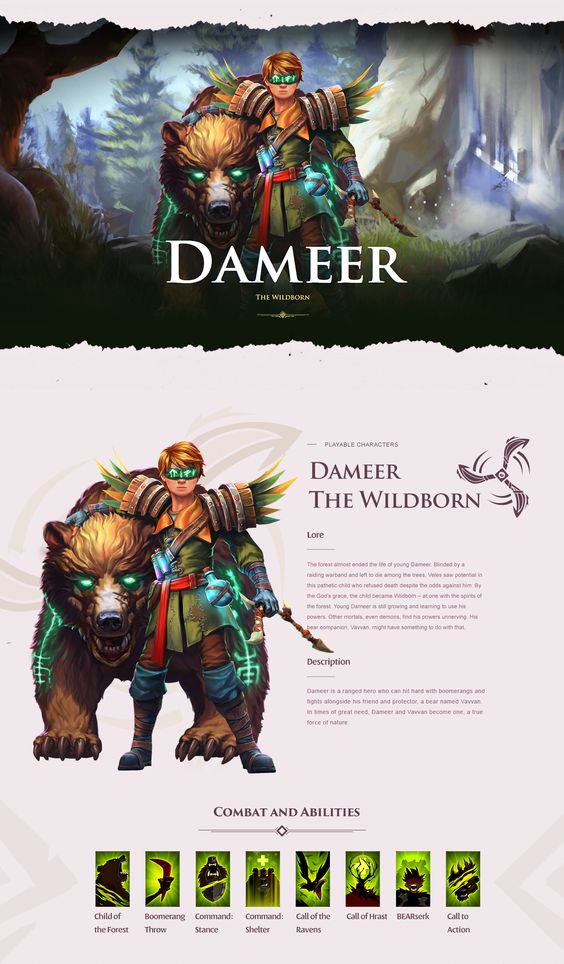 DAMEER
THE WILDBORN
PLAYABLE CHARACTERS
DAMEER
THE WILDBORN
Lore
The forest almost ended the life of young Dameer. Blinded by a
raiding warband and left to die among the trees, Veles saw potential in
this pathetic child who refused death despite the odds against him. By
the God's grace, the child became Wildborn – at one with the spirits of
the forest. Young Dameer is still growing and learning to use his
powers. Other mortals, even demons, find his powers unnerving. His
bear companion, Vavvan, might have something to do with that.
Description
Dameer is a ranged hero who can hit hard with boomerangs and
fights alongside his friend and protector, a bear named Vavvan.
In times of great need, Dameer and Vavvan become one, a true
force of nature
COMBAT AND ABILITIES
Child of
the Forest
Boomerang
Throw
Command:
Stance
Command:
Shelter
Call of the
Ravens
Call of Hrast
BEARserk
Call to
Action